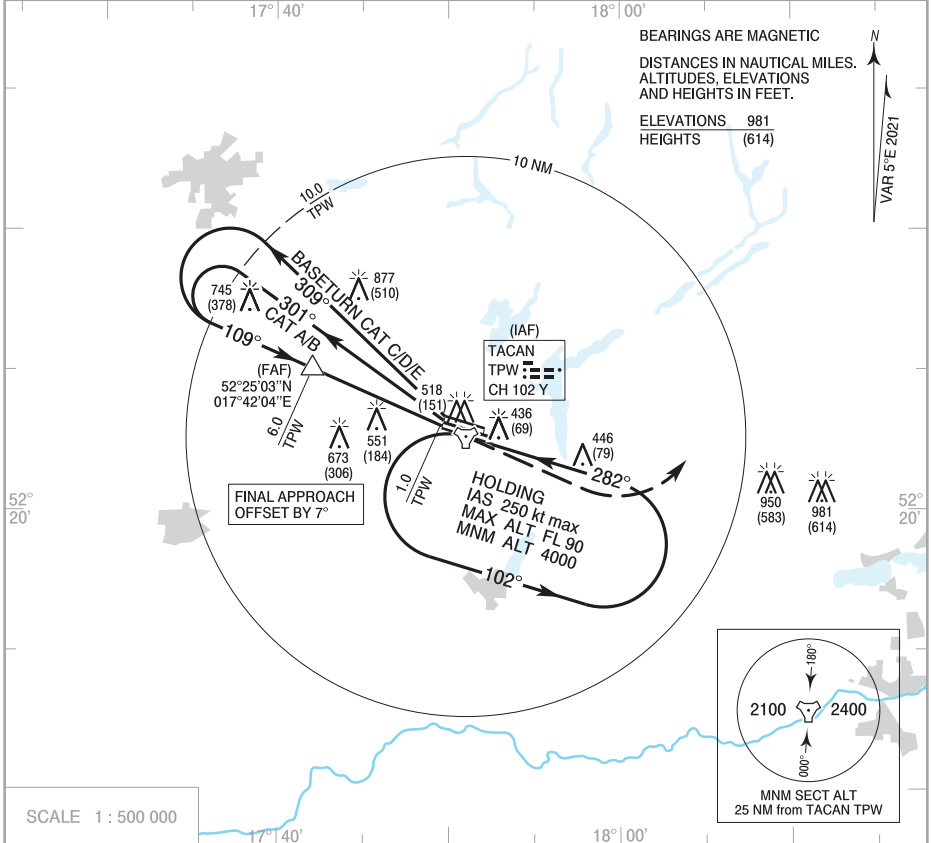 17°40'
18°00'
BEARINGS ARE MAGNETIC
DISTANCES IN NAUTICAL MILES.
ALTITUDES, ELEVATIONS
AND HEIGHTS IN FEET.
ELEVATIONS 981
HEIGHTS (614)
N
VAR 5°E 2021
10 NM
10.0
TPW
BASETURN CAT C/D/E
309°
877
(510)
745
(378)
301°
CAT A/B
109°
(FAF)
52°25'03''N
017°42'04''E
6.0
TPW
(IAF)
TACAN
TPW
CH 102 Y
518
(151)
436
(69)
551
(184)
673
(306)
446
(79)
282°
1.0
TPW
FINAL APPROACH
OFFSET BY 7°
HOLDING
IAS 250 kt max
MAX ALT FL 90
MNM ALT 4000
102°
950
(583)
981
(614)
52°
20'
52°
20'
180°
2100
2400
000°
MNM SECT ALT
25 NM from TACAN TPW
SCALE 1 : 500 000
17°40'
18°00'